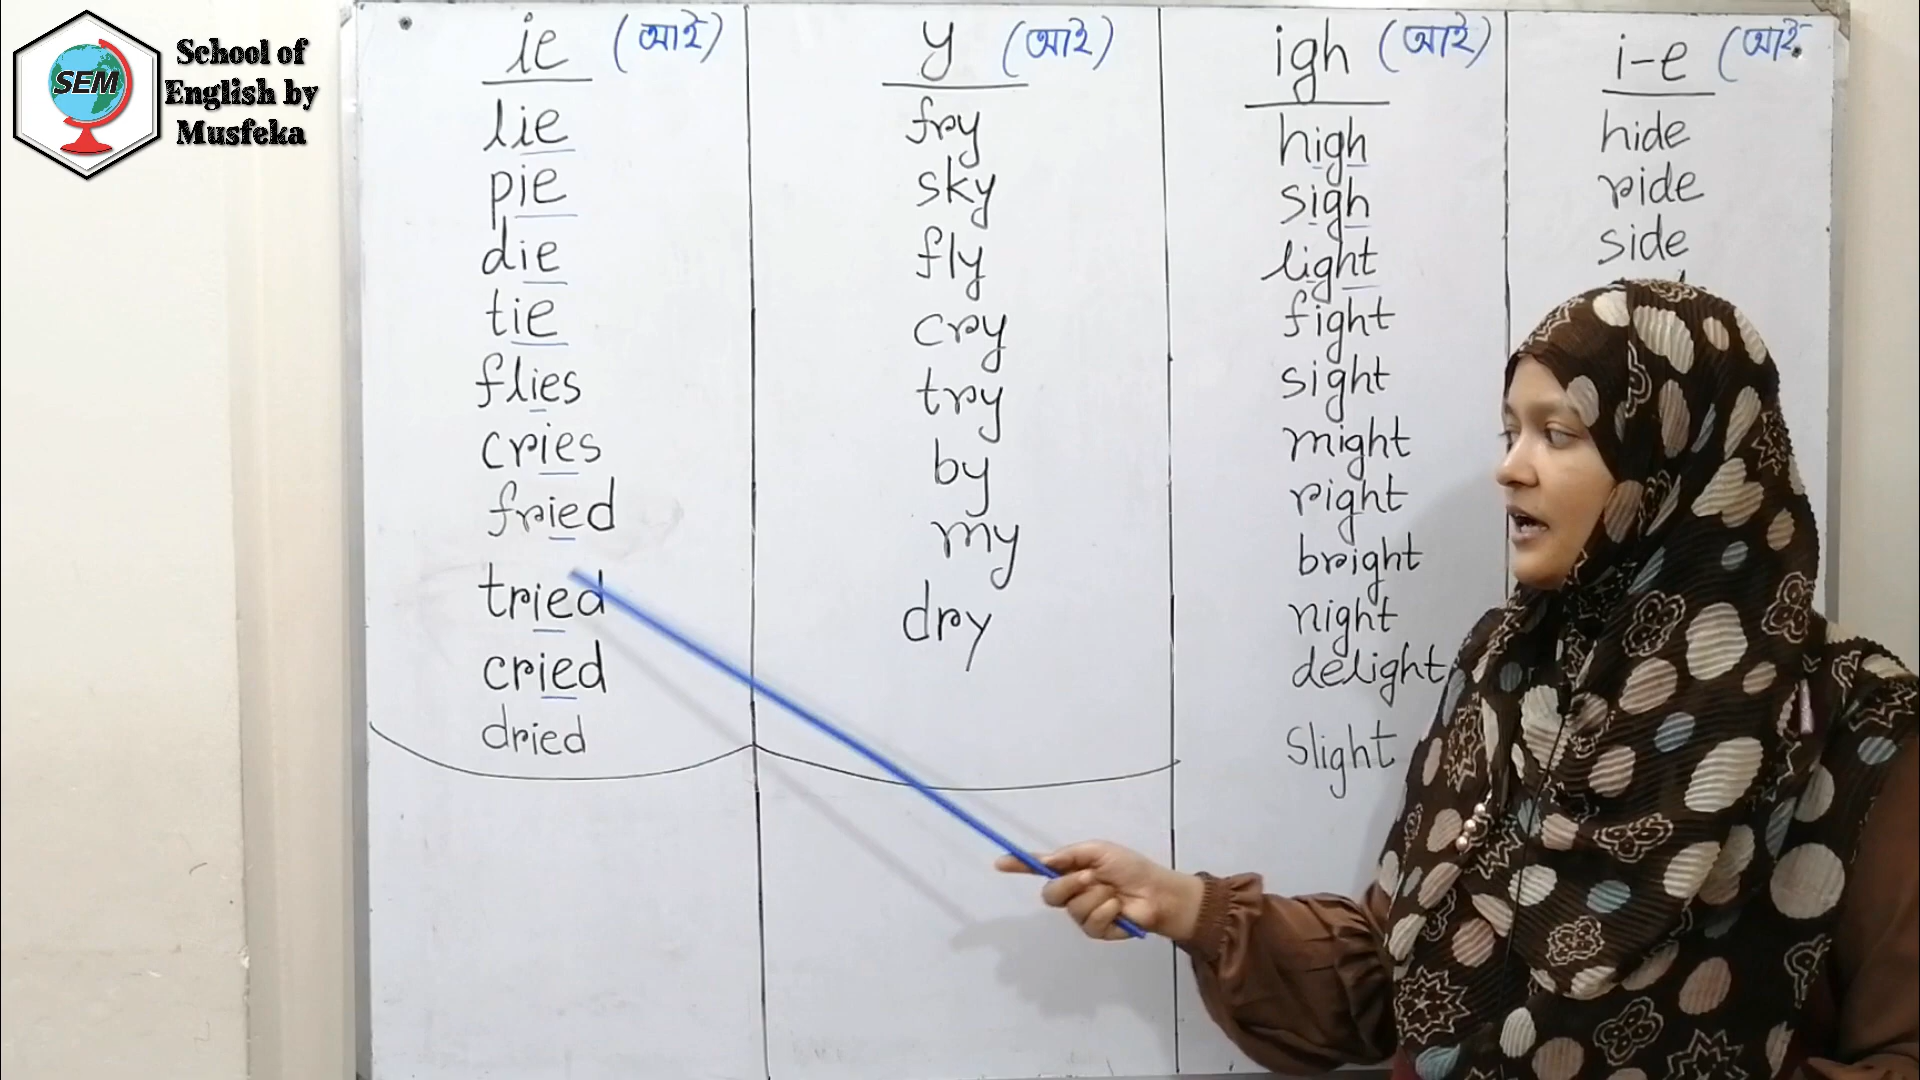 SEM
School of
English by
Musfeka
ie (আই)
lie
pie
die
tie
flies
cries
fried
tried
cried
dried
y (আই)
fry
sky
fly
cry
try
by
my
dry
igh (আই)
high
sigh
light
fight
sight
might
right
bright
night
delight
slight
i-e (আই
hide
ride
side